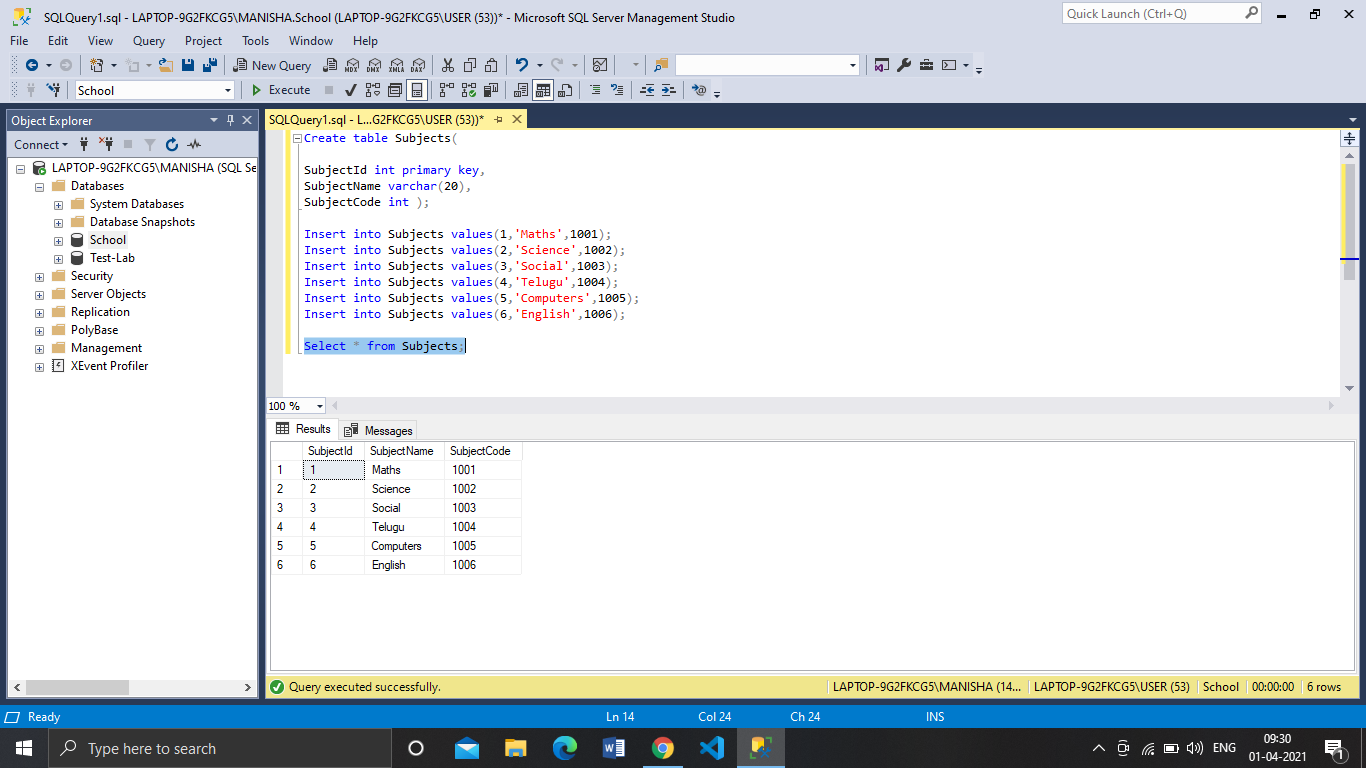 SQLQuery1.sql - LAPTOP-9G2FKCG5\MANISHA.School (LAPTOP-9G2FKCG5\USER (53))* - Microsoft SQL Server Management Studio
Quick Launch (Ctrl+Q)
File Edit View Query Project Tools Window Help
New Query MDX DMX XMLA DAX
School Execute
Object Explorer
SQLQuery1.sql - L...G2FKCG5\USER (53))*
Connect
LAPTOP-9G2FKCG5\MANISHA (SQL Se
Databases
System Databases
Database Snapshots
School
Test-Lab
Security
Server Objects
Replication
PolyBase
Management
XEvent Profiler
Create table Subjects(
SubjectId int primary key,
SubjectName varchar(20),
SubjectCode int );
Insert into Subjects values(1,'Maths',1001);
Insert into Subjects values(2,'Science',1002);
Insert into Subjects values(3,'Social',1003);
Insert into Subjects values(4,'Telugu',1004);
Insert into Subjects values(5,'Computers',1005);
Insert into Subjects values(6,'English',1006);
Select * from Subjects;
100 %
Results Messages
SubjectId SubjectName SubjectCode
1 1 Maths 1001
2 2 Science 1002
3 3 Social 1003
4 4 Telugu 1004
5 5 Computers 1005
6 6 English 1006
Query executed successfully. LAPTOP-9G2FKCG5\MANISHA (14... LAPTOP-9G2FKCG5\USER (53) School 00:00:00 6 rows
Ready Ln 14 Col 24 Ch 24 INS
Type here to search
ENG
09:30
01-04-2021
1